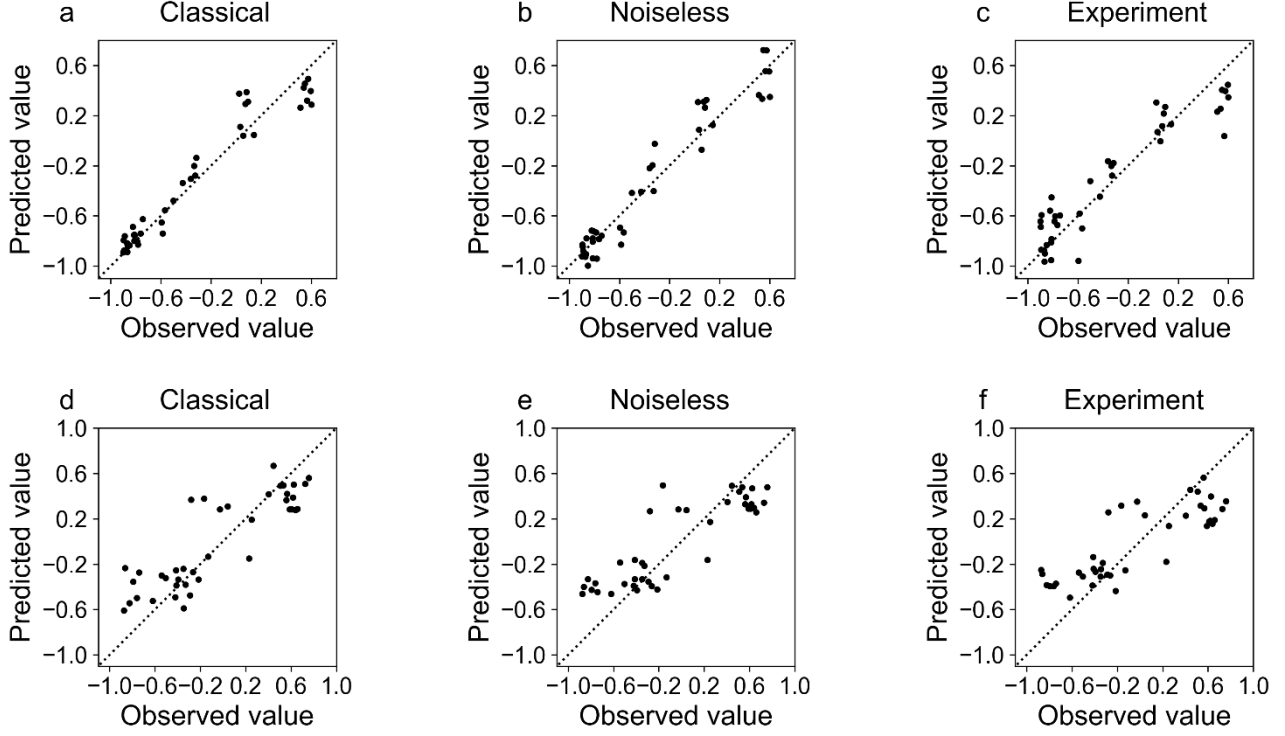 a Classical
b Noiseless
c Experiment
Predicted value
0.6
0.2
−0.2
−0.6
−1.0
−1.0 −0.6 −0.2 0.2 0.6
Observed value
Predicted value
0.6
0.2
−0.2
−0.6
−1.0
−1.0 −0.6 −0.2 0.2 0.6
Observed value
Predicted value
0.6
0.2
−0.2
−0.6
−1.0
−1.0 −0.6 −0.2 0.2 0.6
Observed value
d Classical
e Noiseless
f Experiment
Predicted value
1.0
0.6
0.2
−0.2
−0.6
−1.0
−1.0 −0.6 −0.2 0.2 0.6 1.0
Observed value
Predicted value
1.0
0.6
0.2
−0.2
−0.6
−1.0
−1.0 −0.6 −0.2 0.2 0.6 1.0
Observed value
Predicted value
1.0
0.6
0.2
−0.2
−0.6
−1.0
−1.0 −0.6 −0.2 0.2 0.6 1.0
Observed value